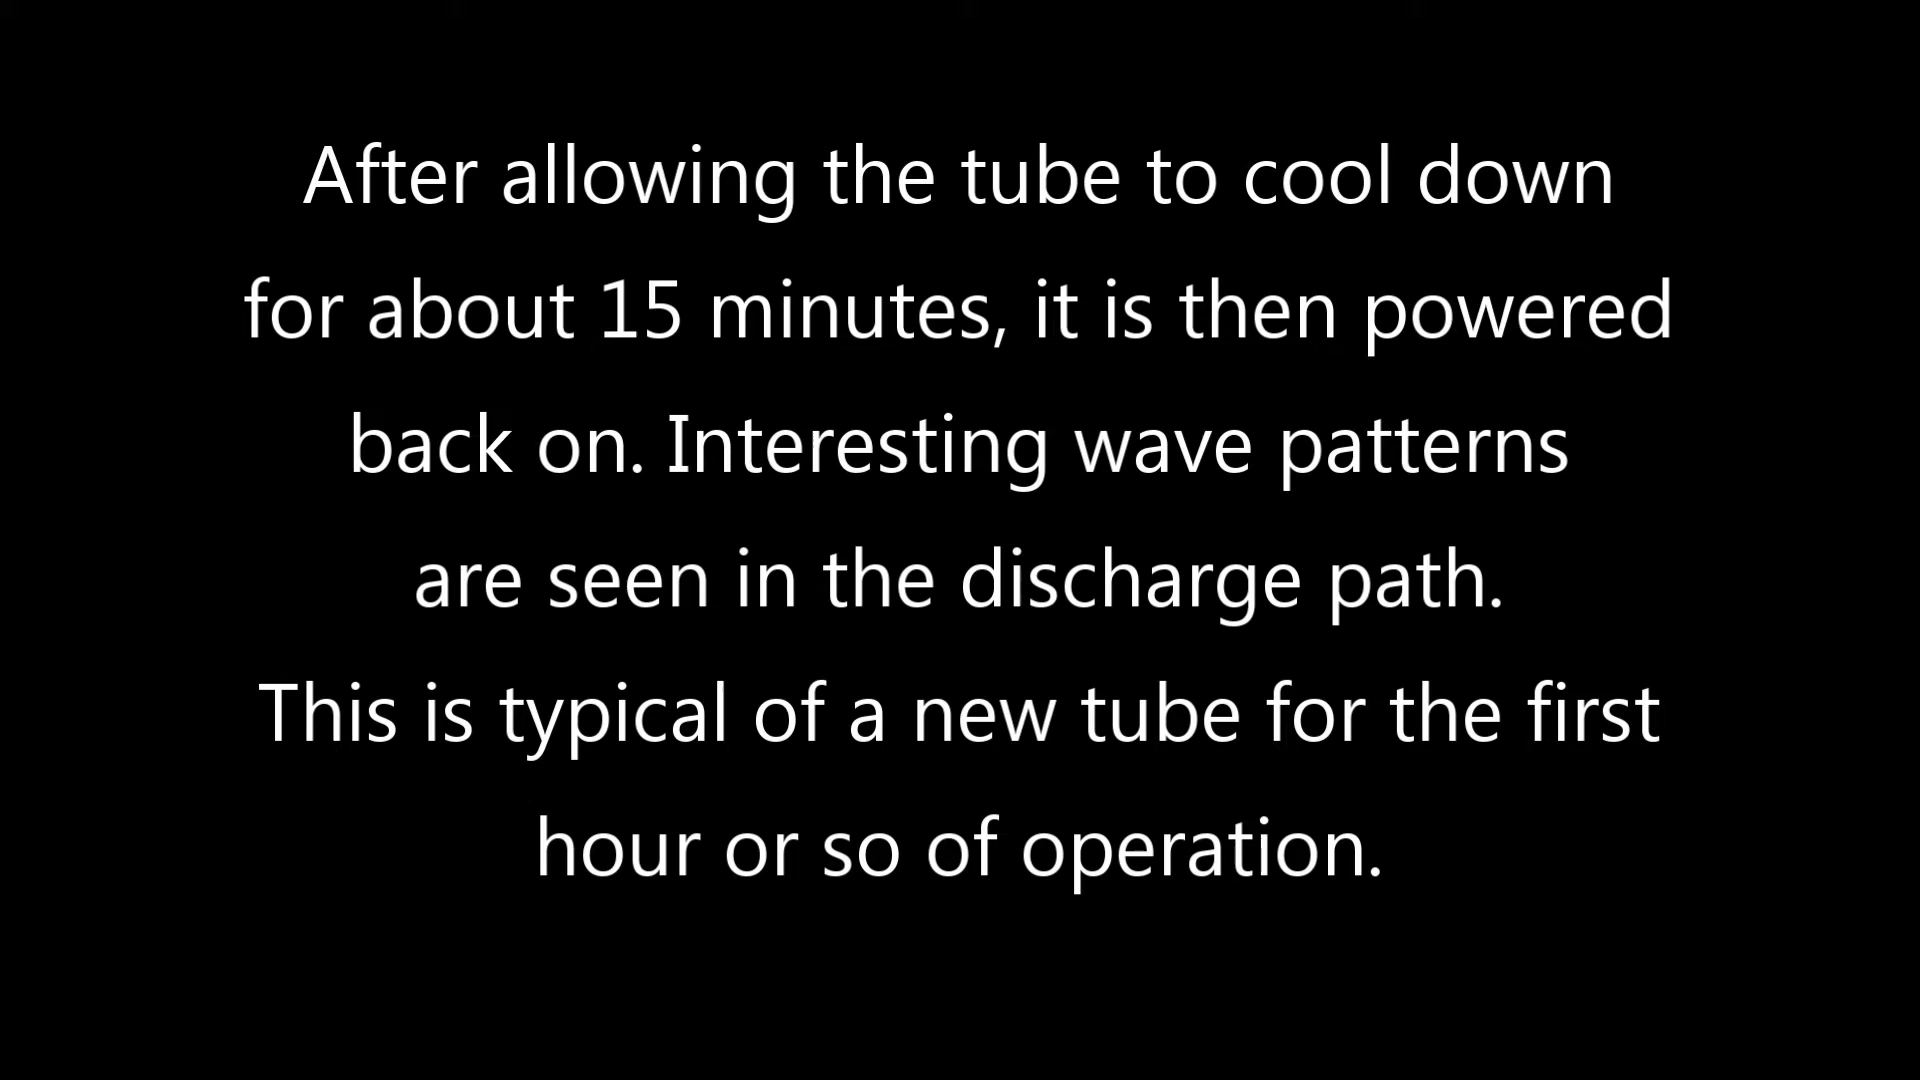 After allowing the tube to cool down
for about 15 minutes, it is then powered
back on. Interesting wave patterns
are seen in the discharge path.
This is typical of a new tube for the first
hour or so of operation.